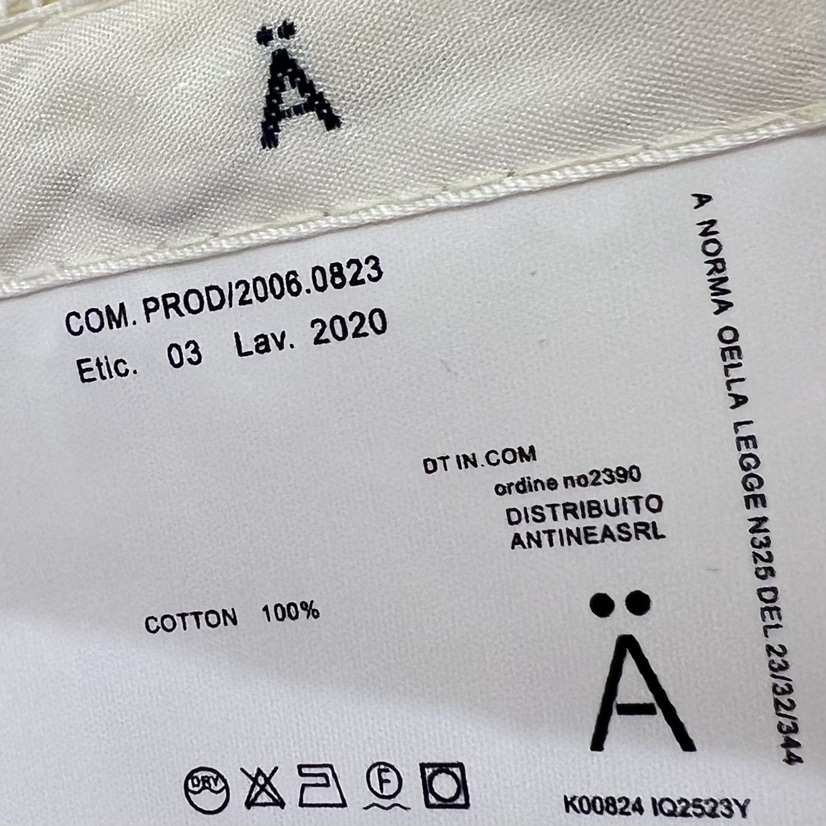 Ä
COM. PROD/2006.0823
Etic. 03 Lav. 2020
A NORMA OELLA LEGGE N325 DEL 23/32/344
DT IN.COM
ordine no2390
DISTRIBUITO
ANTINEASRL
COTTON 100%
Ä
DRY
F
K00824 IQ2523Y